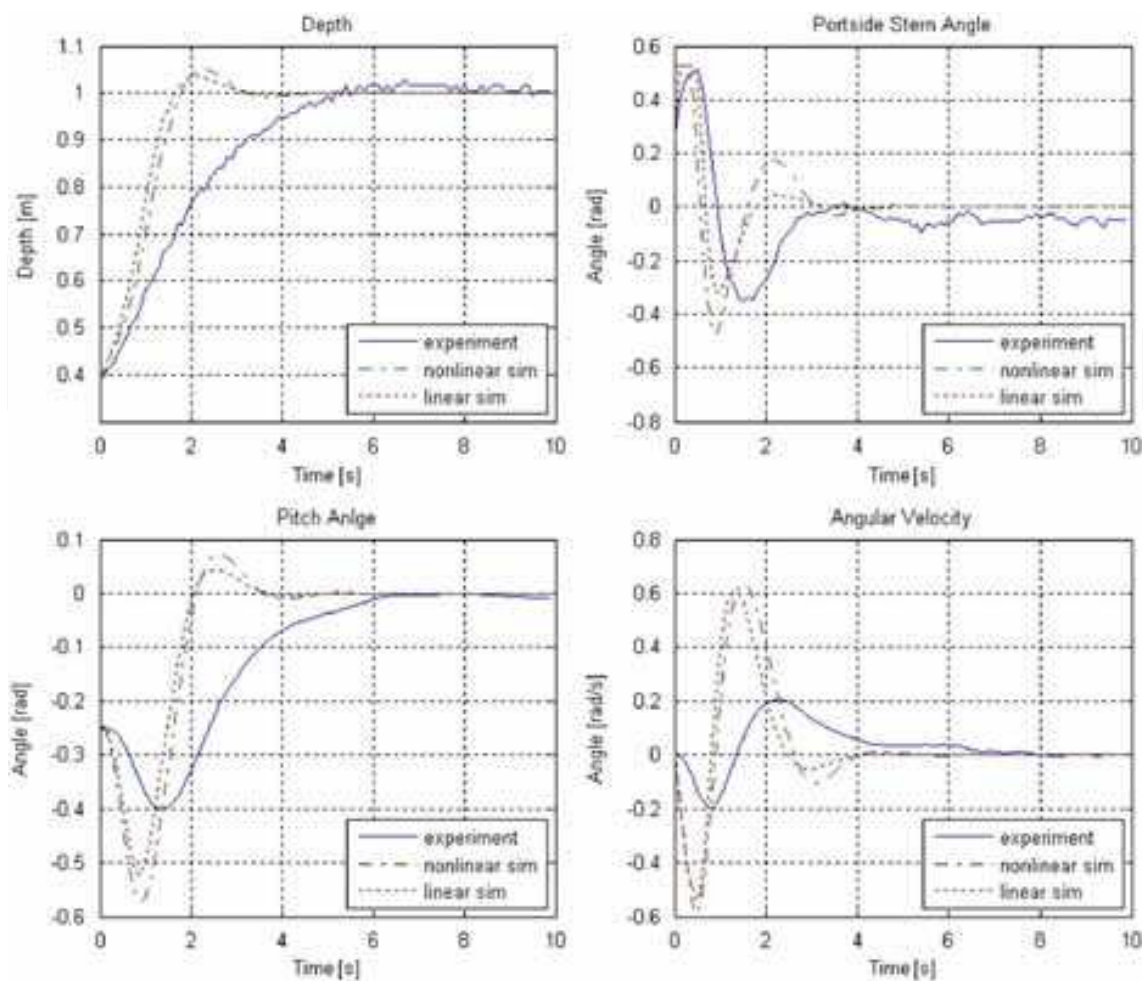 Depth
1.1
1
0.9
0.8
0.7
0.6
0.5
0.4
Depth [m]
experiment
nonlinear sim
linear sim
0 2 4 6 8 10
Time [s]
Portside Stern Angle
0.6
0.4
0.2
0
-0.2
-0.4
-0.6
-0.8
Angle [rad]
experiment
nonlinear sim
linear sim
0 2 4 6 8 10
Time [s]
Pitch Anlge
0.1
0
-0.1
-0.2
-0.3
-0.4
-0.5
-0.6
Angle [rad]
experiment
nonlinear sim
linear sim
0 2 4 6 8 10
Time [s]
Angular Velocity
0.8
0.6
0.4
0.2
0
-0.2
-0.4
-0.6
Angle [rad/s]
experiment
nonlinear sim
linear sim
0 2 4 6 8 10
Time [s]